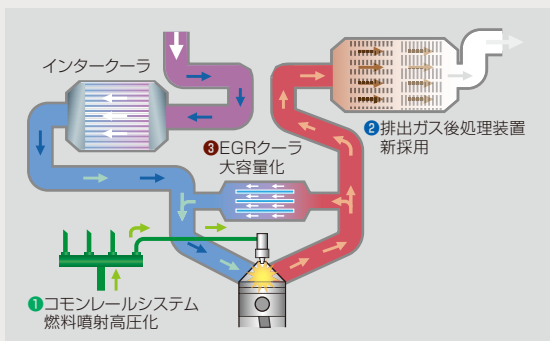 インタークーラ
❸EGRクーラ
大容量化
❷排出ガス後処理装置
新採用
❶コモンレールシステム
燃料噴射高圧化